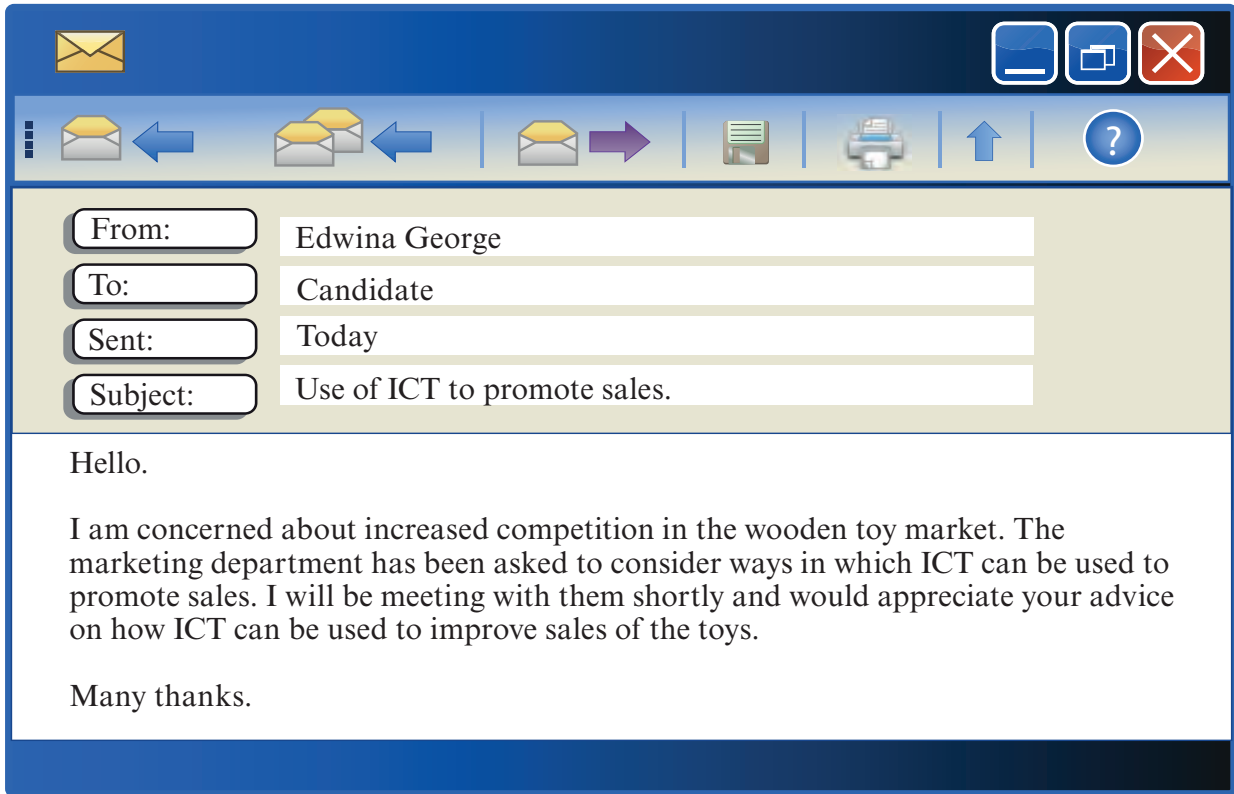 ?
From: Edwina George
To: Candidate
Sent: Today
Subject: Use of ICT to promote sales.
Hello.
I am concerned about increased competition in the wooden toy market. The
marketing department has been asked to consider ways in which ICT can be used to
promote sales. I will be meeting with them shortly and would appreciate your advice
on how ICT can be used to improve sales of the toys.
Many thanks.